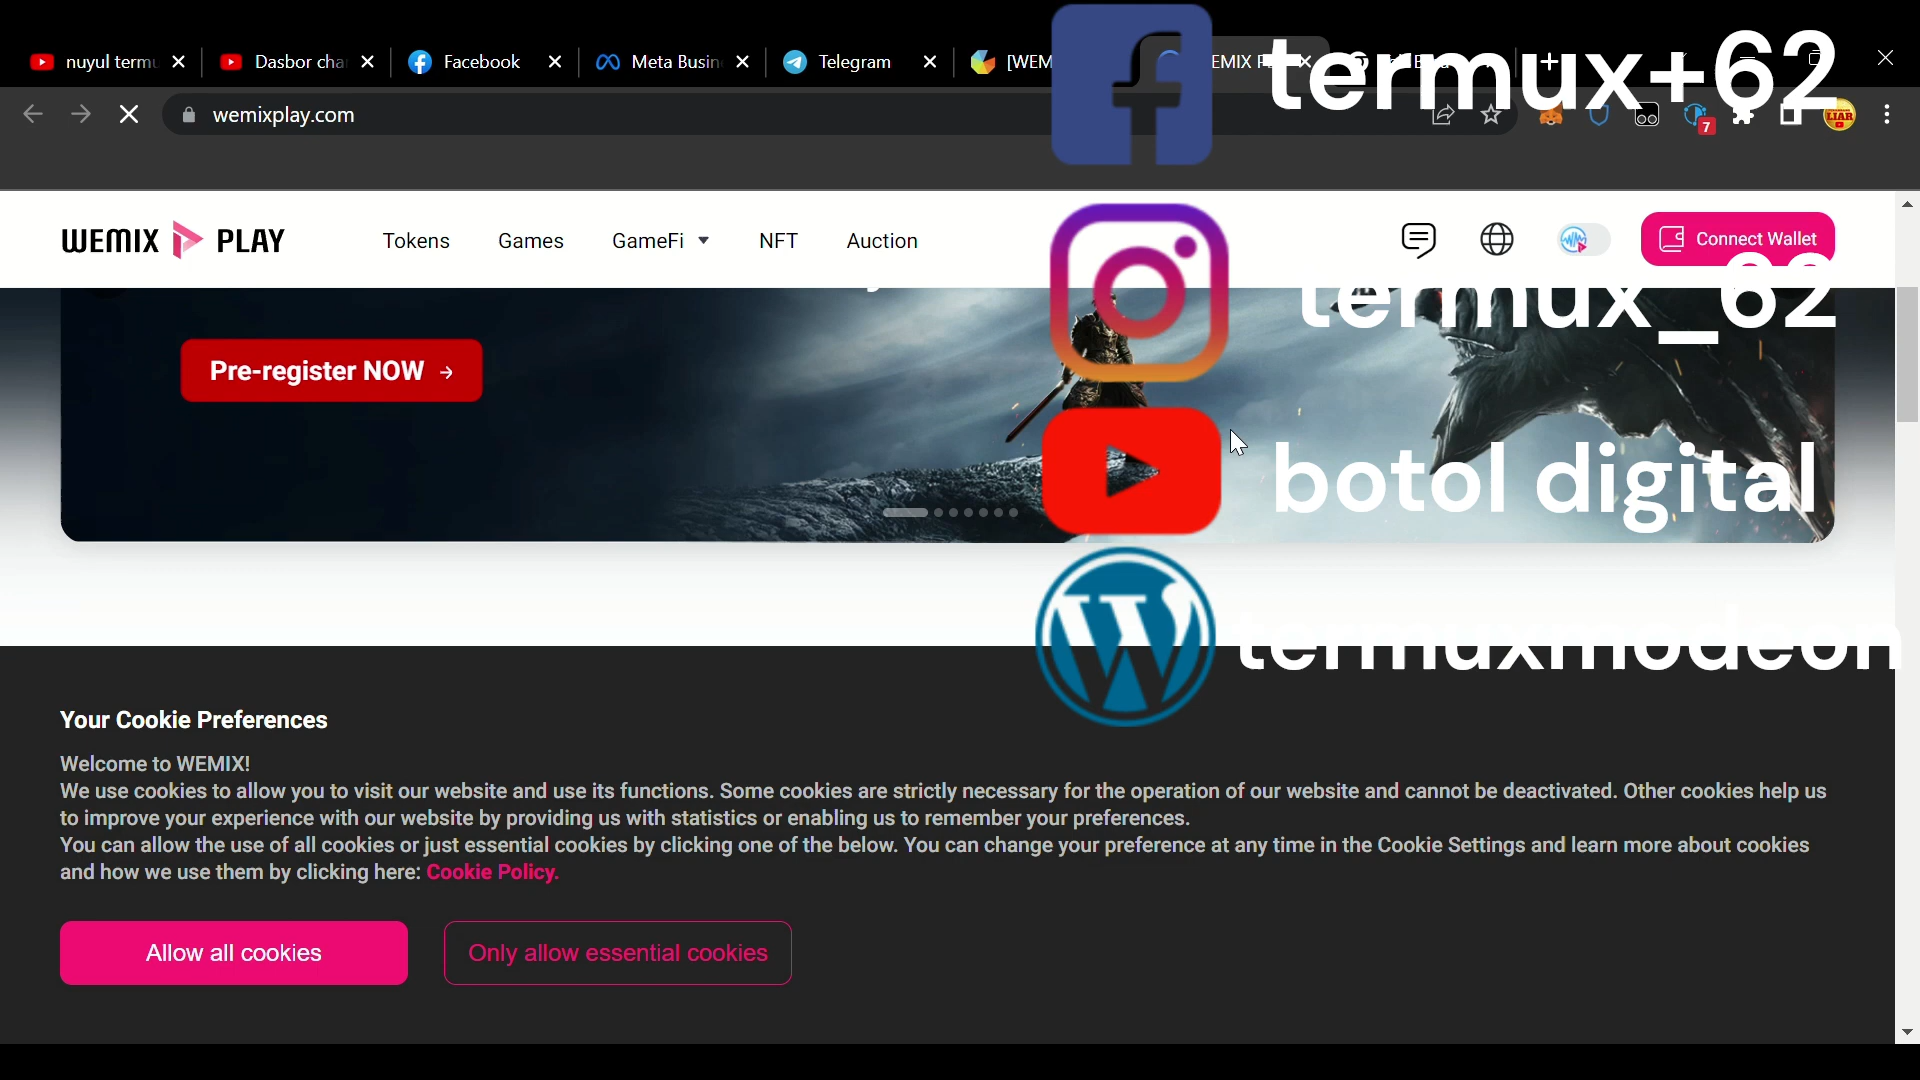 nuyul termu
Dasbor cha
Facebook
Meta Busin
Telegram
[WEM
EMIX P
termux+62
wemixplay.com
7
LIAR
WEMIX PLAY
Tokens
Games
GameFi
NFT
Auction
Connect Wallet
termux_62
Pre-register NOW →
botol digital
termuxmodeon
Your Cookie Preferences
Welcome to WEMIX!
We use cookies to allow you to visit our website and use its functions. Some cookies are strictly necessary for the operation of our website and cannot be deactivated. Other cookies help us
to improve your experience with our website by providing us with statistics or enabling us to remember your preferences.
You can allow the use of all cookies or just essential cookies by clicking one of the below. You can change your preference at any time in the Cookie Settings and learn more about cookies
and how we use them by clicking here: Cookie Policy.
Allow all cookies
Only allow essential cookies